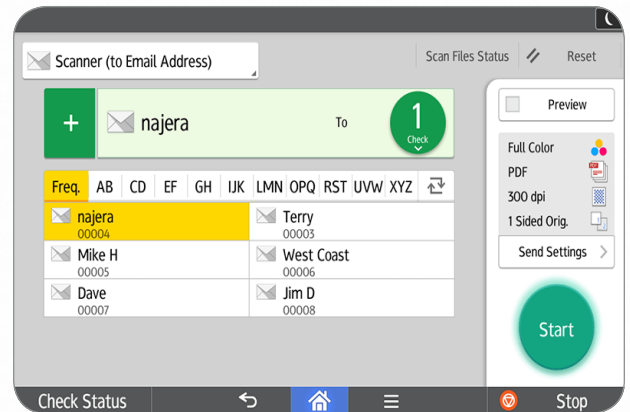 Scanner (to Email Address)
Scan Files Status
Reset
+
najera
To
1
Check
Preview
Full Color
PDF
300 dpi
1 Sided Orig.
Send Settings
Freq. AB CD EF GH IJK LMN OPQ RST UVW XYZ
najera
00004
Terry
00003
Mike H
00005
West Coast
00006
Dave
00007
Jim D
00008
Start
Check Status
Stop